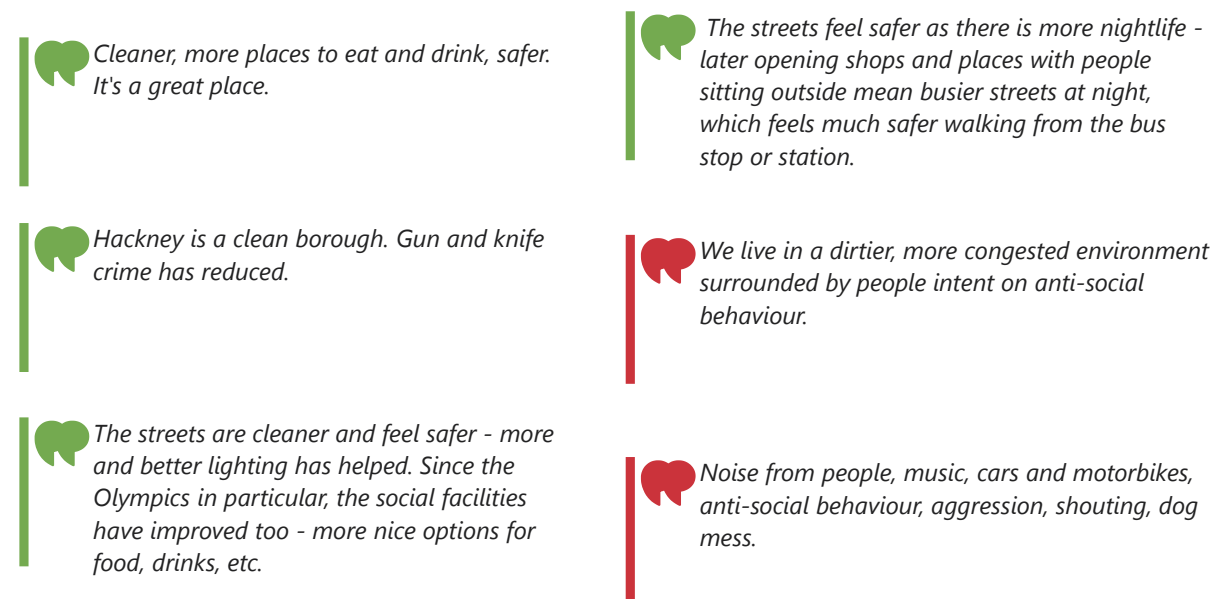 Cleaner, more places to eat and drink, safer.
It's a great place.
Hackney is a clean borough. Gun and knife
crime has reduced.
The streets are cleaner and feel safer - more
and better lighting has helped. Since the
Olympics in particular, the social facilities
have improved too - more nice options for
food, drinks, etc.
The streets feel safer as there is more nightlife -
later opening shops and places with people
sitting outside mean busier streets at night,
which feels much safer walking from the bus
stop or station.
We live in a dirtier, more congested environment
surrounded by people intent on anti-social
behaviour.
Noise from people, music, cars and motorbikes,
anti-social behaviour, aggression, shouting, dog
mess.